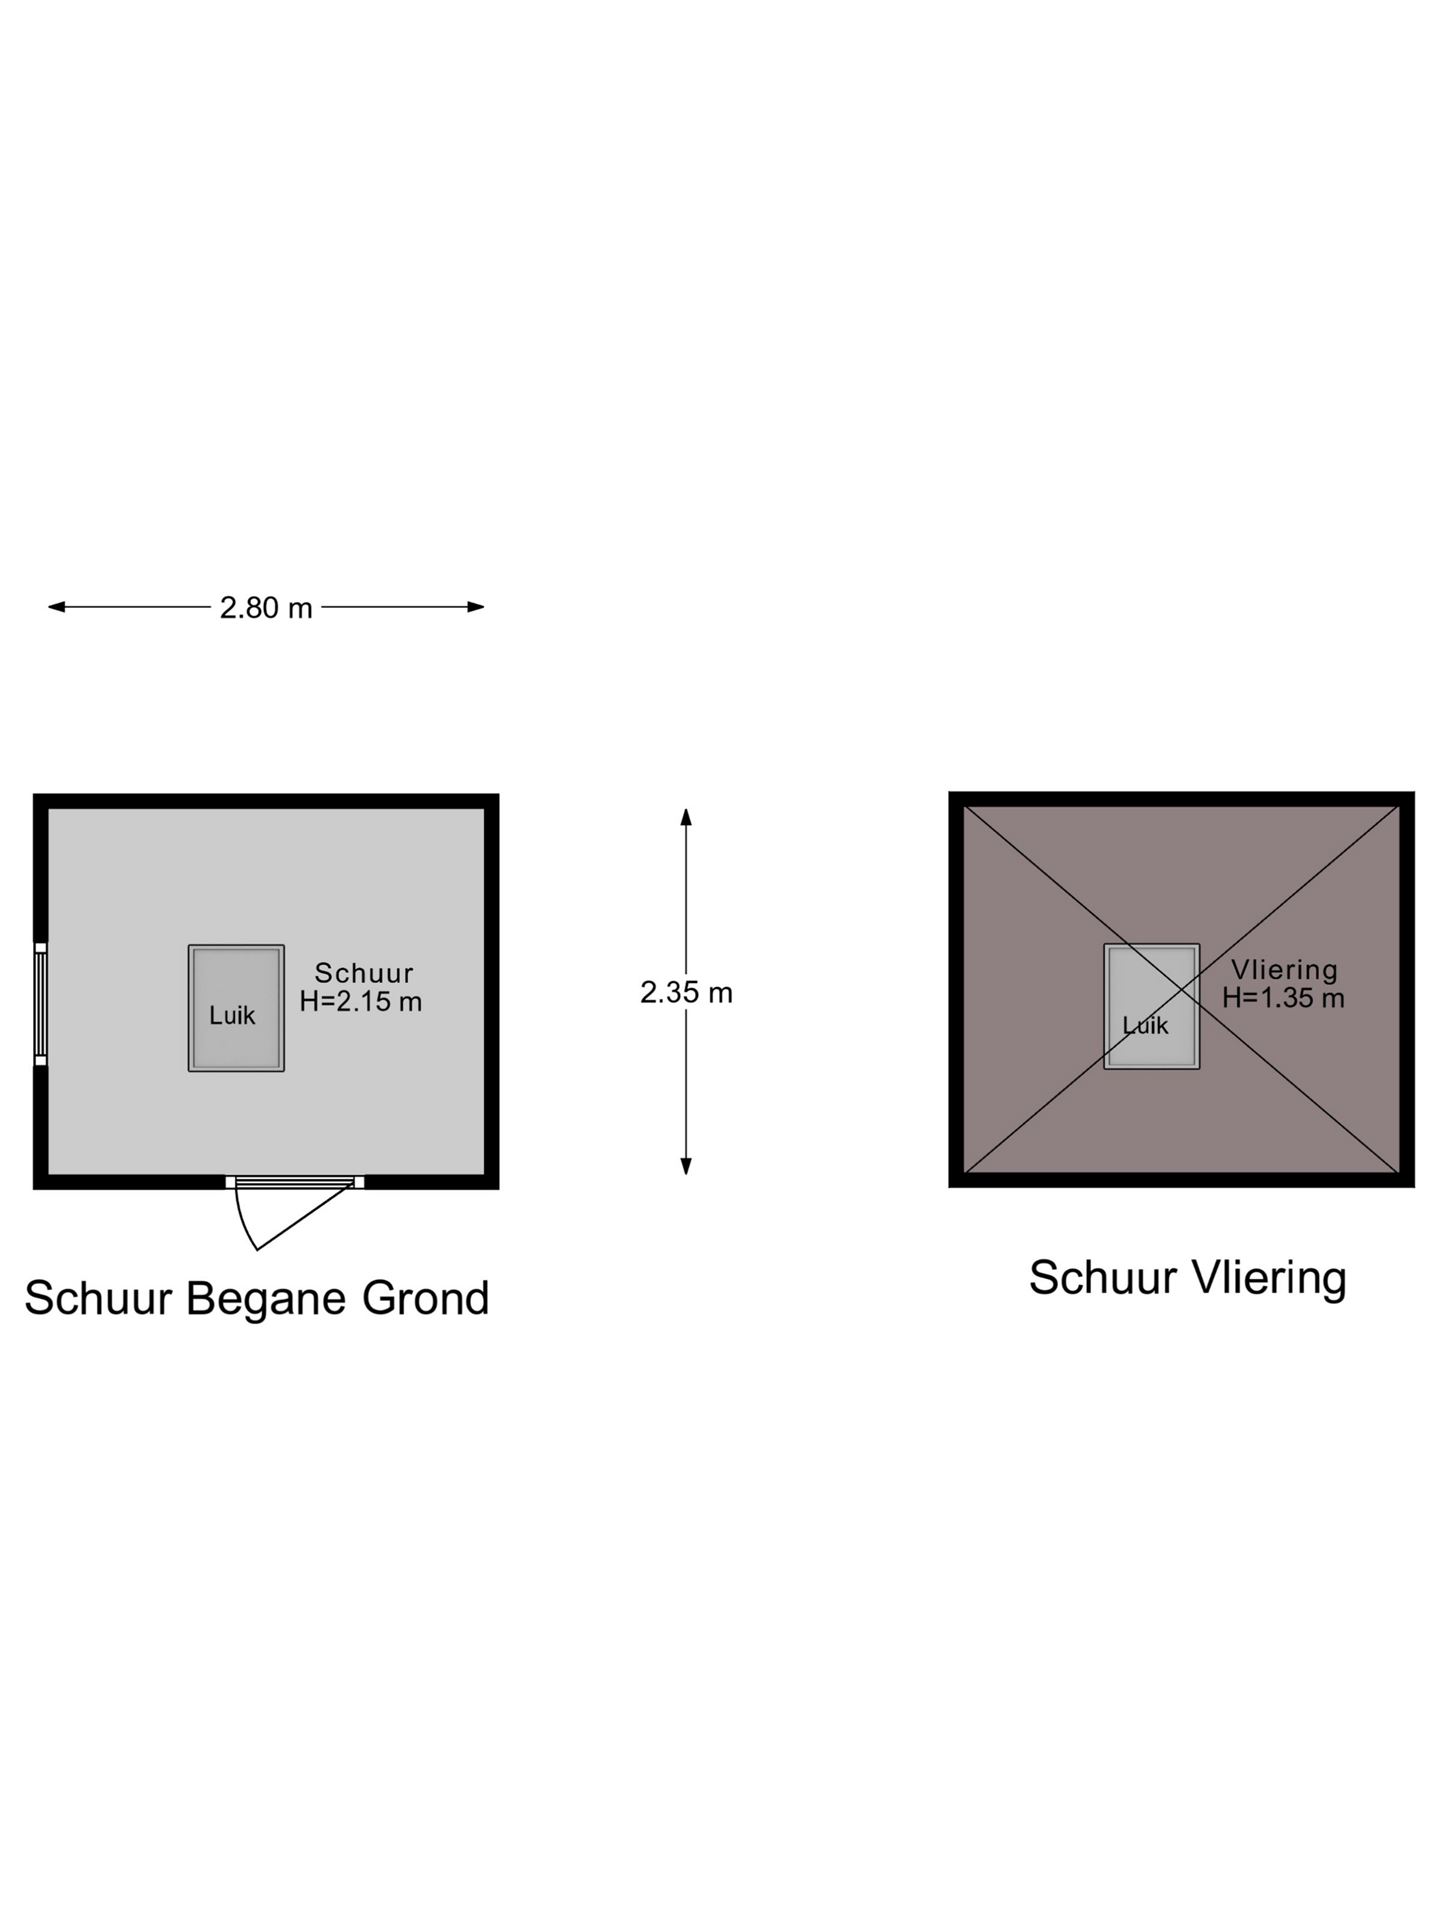 2.80 m
Schuur
H=2.15 m
Luik
2.35 m
Vliering
H=1.35 m
Luik
Schuur Begane Grond
Schuur Vliering